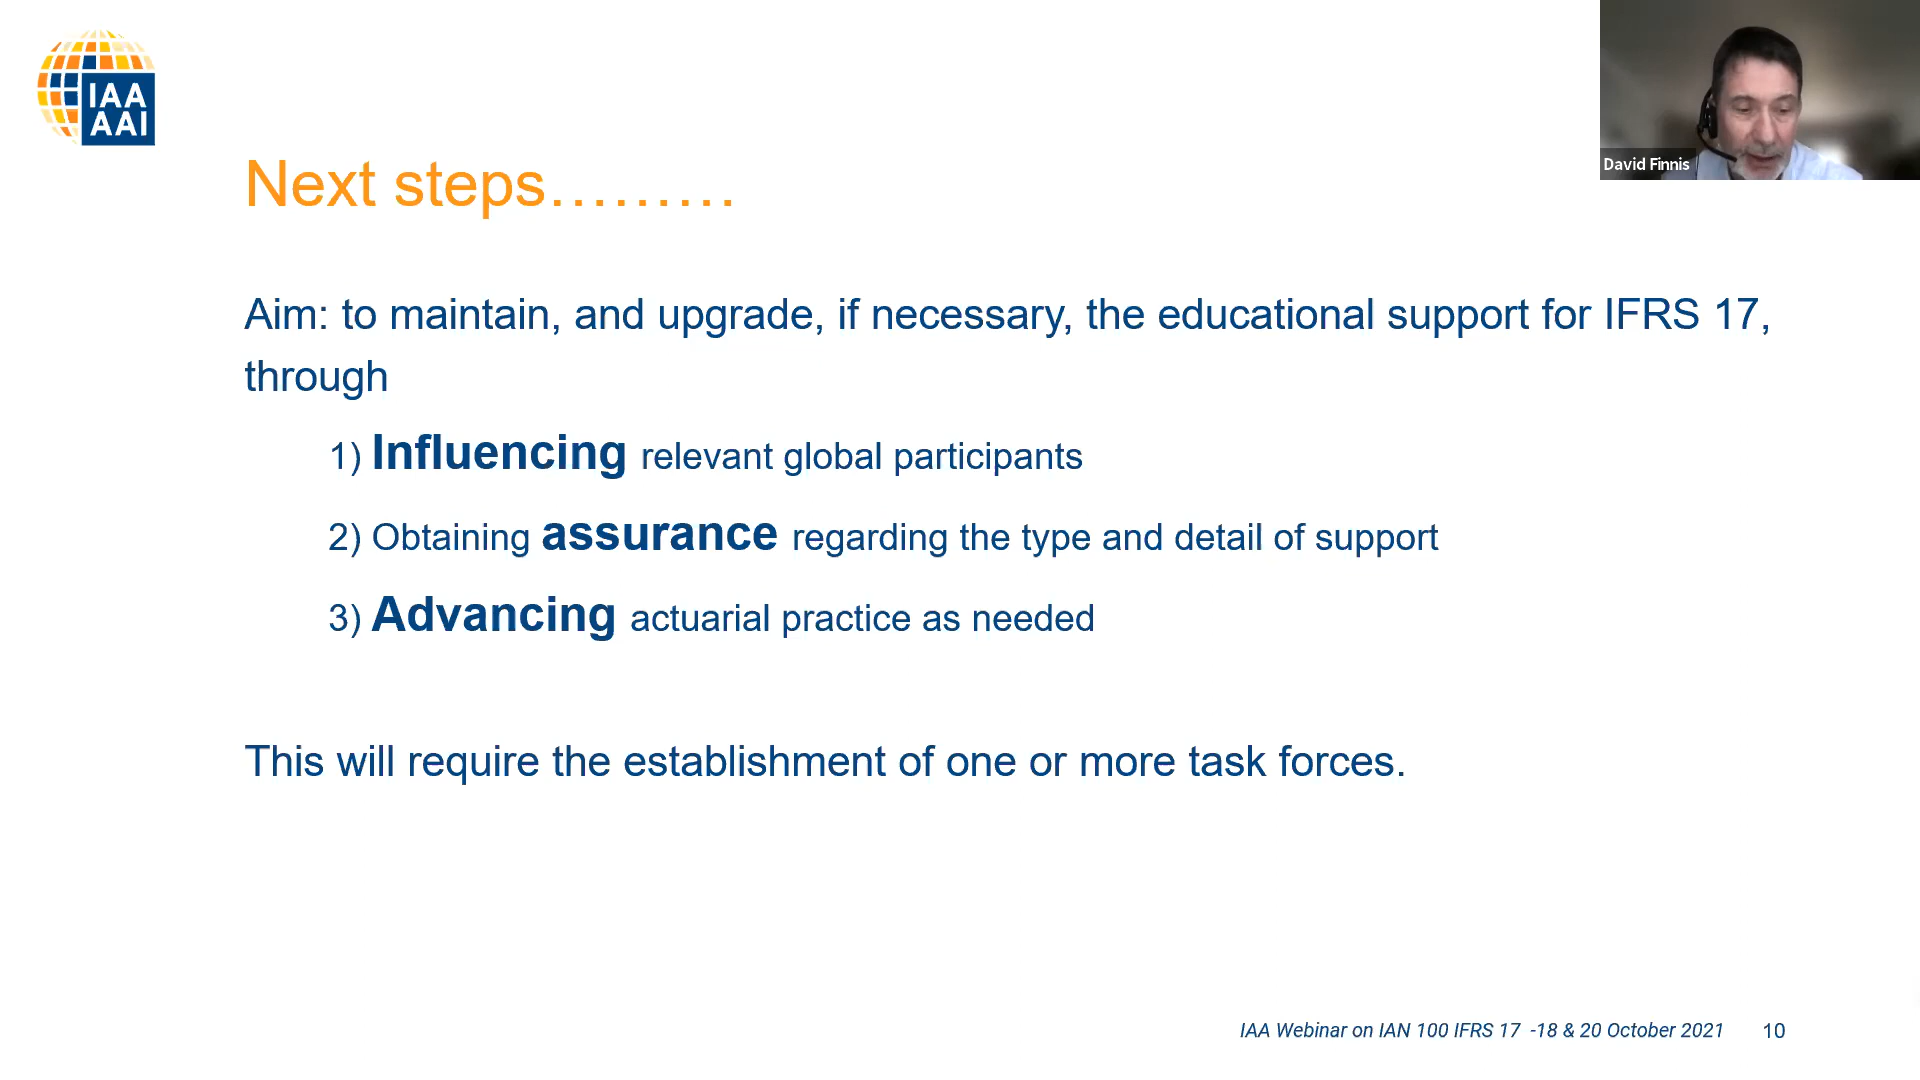 IAA
AAI
David Finnis
Next steps………
Aim: to maintain, and upgrade, if necessary, the educational support for IFRS 17,
through
1) Influencing relevant global participants
2) Obtaining assurance regarding the type and detail of support
3) Advancing actuarial practice as needed
This will require the establishment of one or more task forces.
IAA Webinar on IAN 100 IFRS 17 -18 & 20 October 2021 10